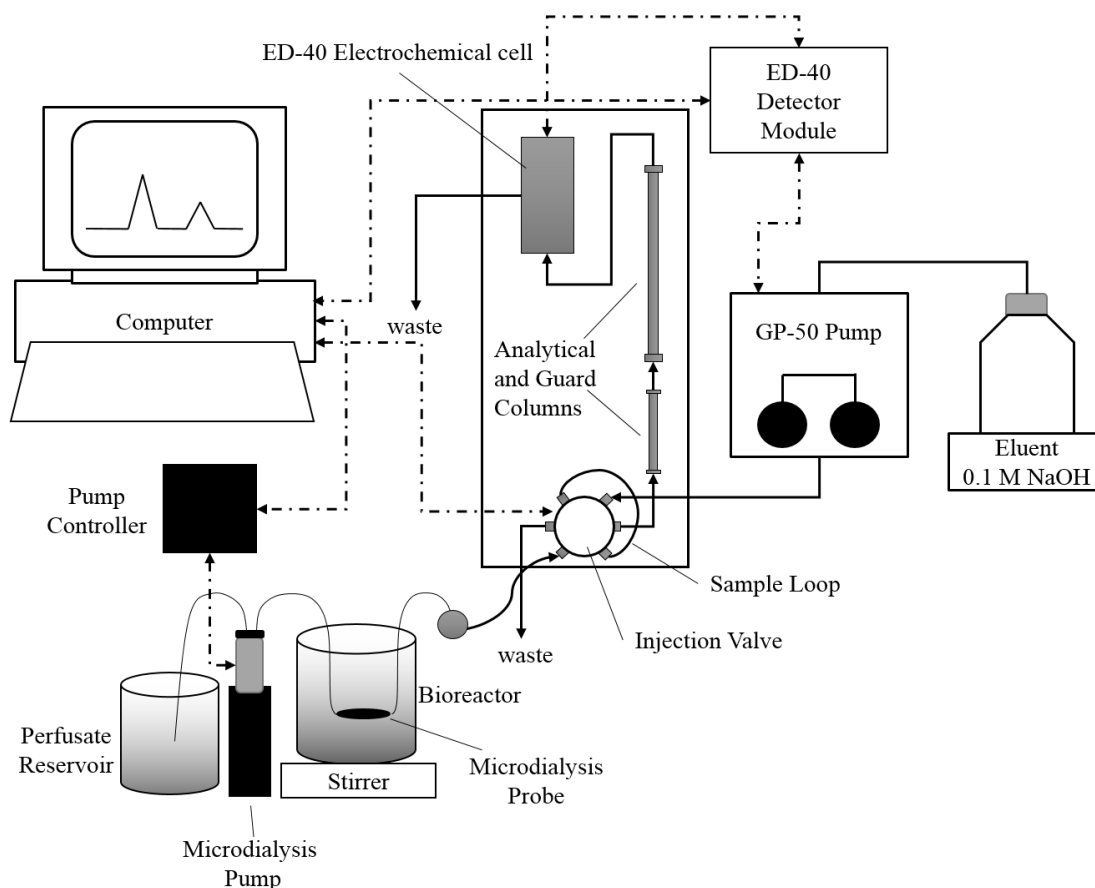 ED-40 Electrochemical cell
ED-40
Detector
Module
Computer
waste
Analytical
and Guard
Columns
GP-50 Pump
Eluent
0.1 M NaOH
Pump
Controller
Sample Loop
Injection Valve
waste
Bioreactor
Perfusate
Reservoir
Stirrer
Microdialysis
Probe
Microdialysis
Pump